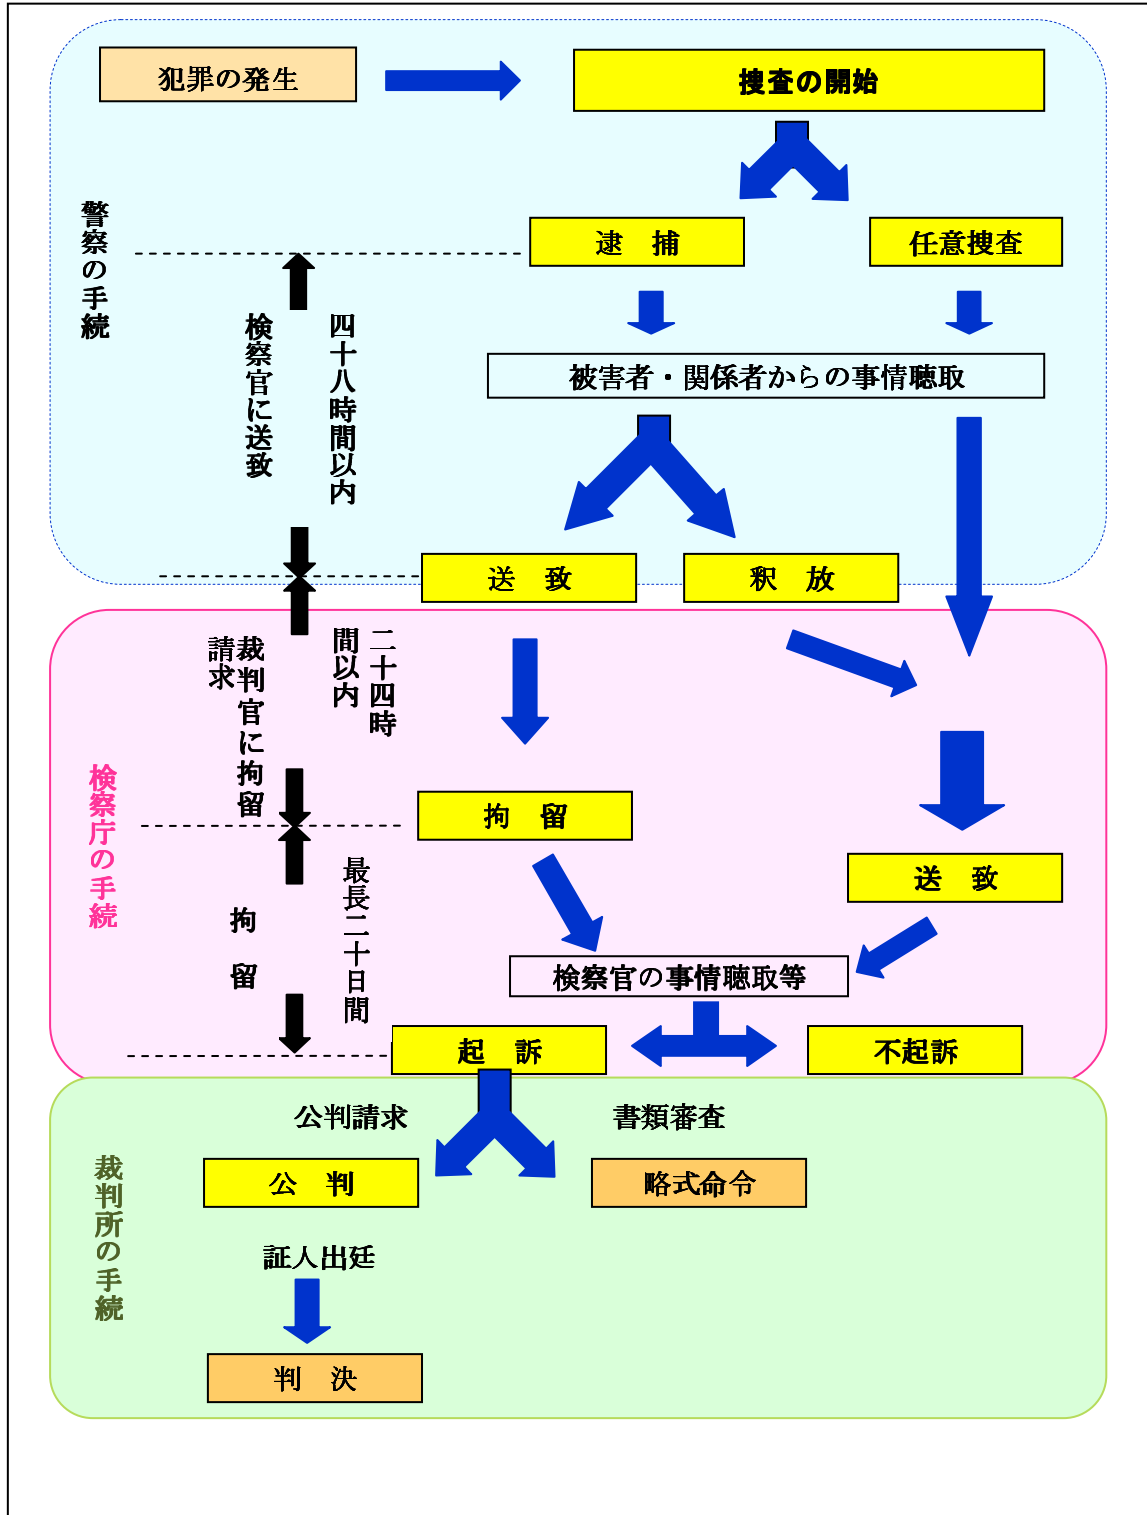 犯罪の発生
捜査の開始
警察の手続
逮　捕
任意捜査
四十八時間以内
検察官に送致
被害者・関係者からの事情聴取
送　致
釈　放
検察庁の手続
二十四時
間以内
裁判官に拘留
請求
拘　留
送　致
最長二十日間
拘　留
検察官の事情聴取等
起　訴
不起訴
裁判所の手続
公判請求
書類審査
公　判
略式命令
証人出廷
判　決